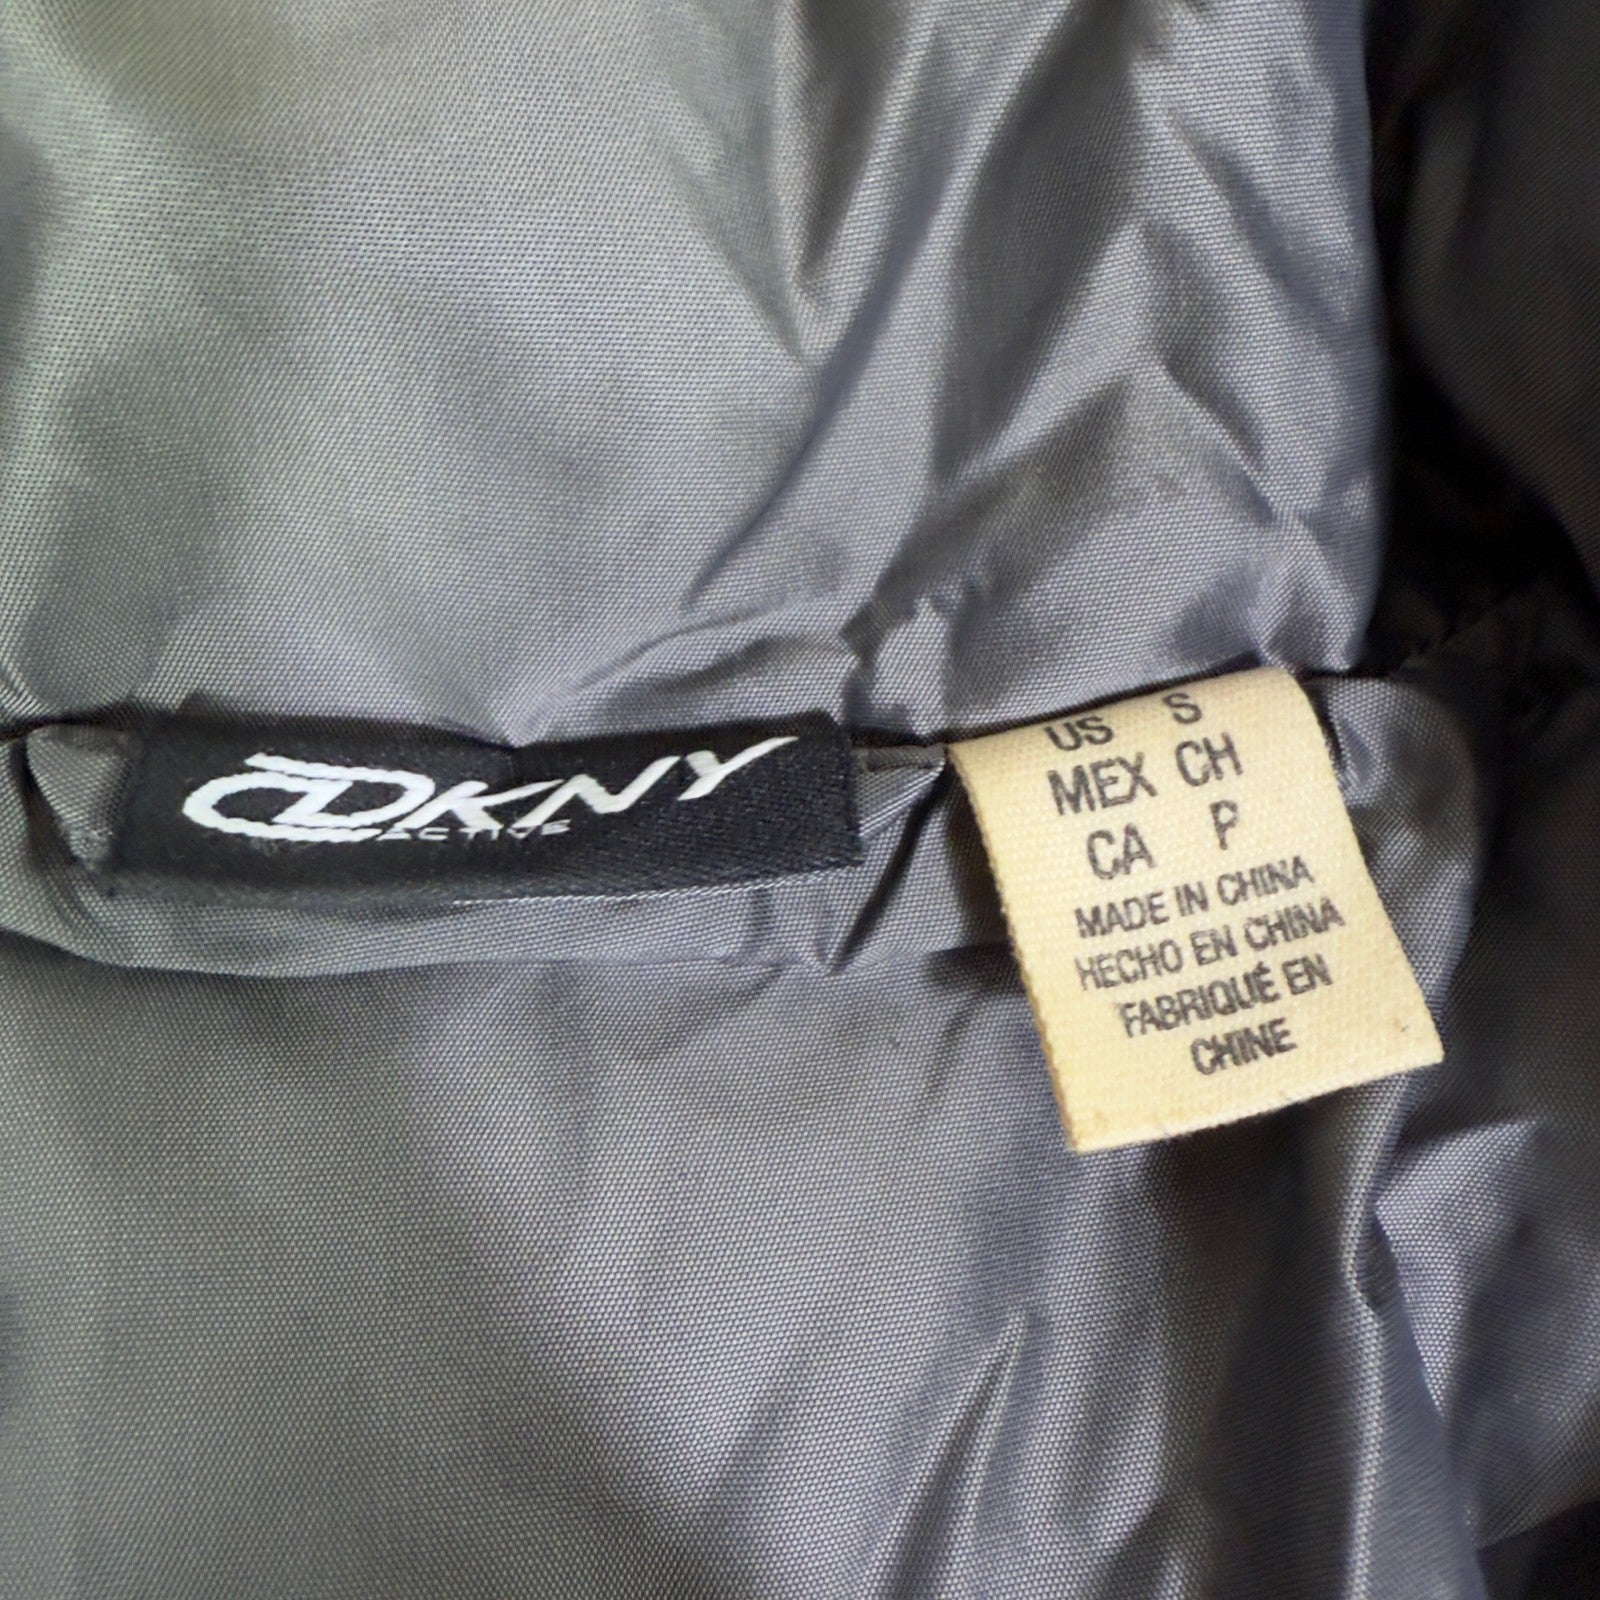 DKNY
ACTIVE
US S
MEX CH
CA P
MADE IN CHINA
HECHO EN CHINA
FABRIQUÉ EN
CHINE